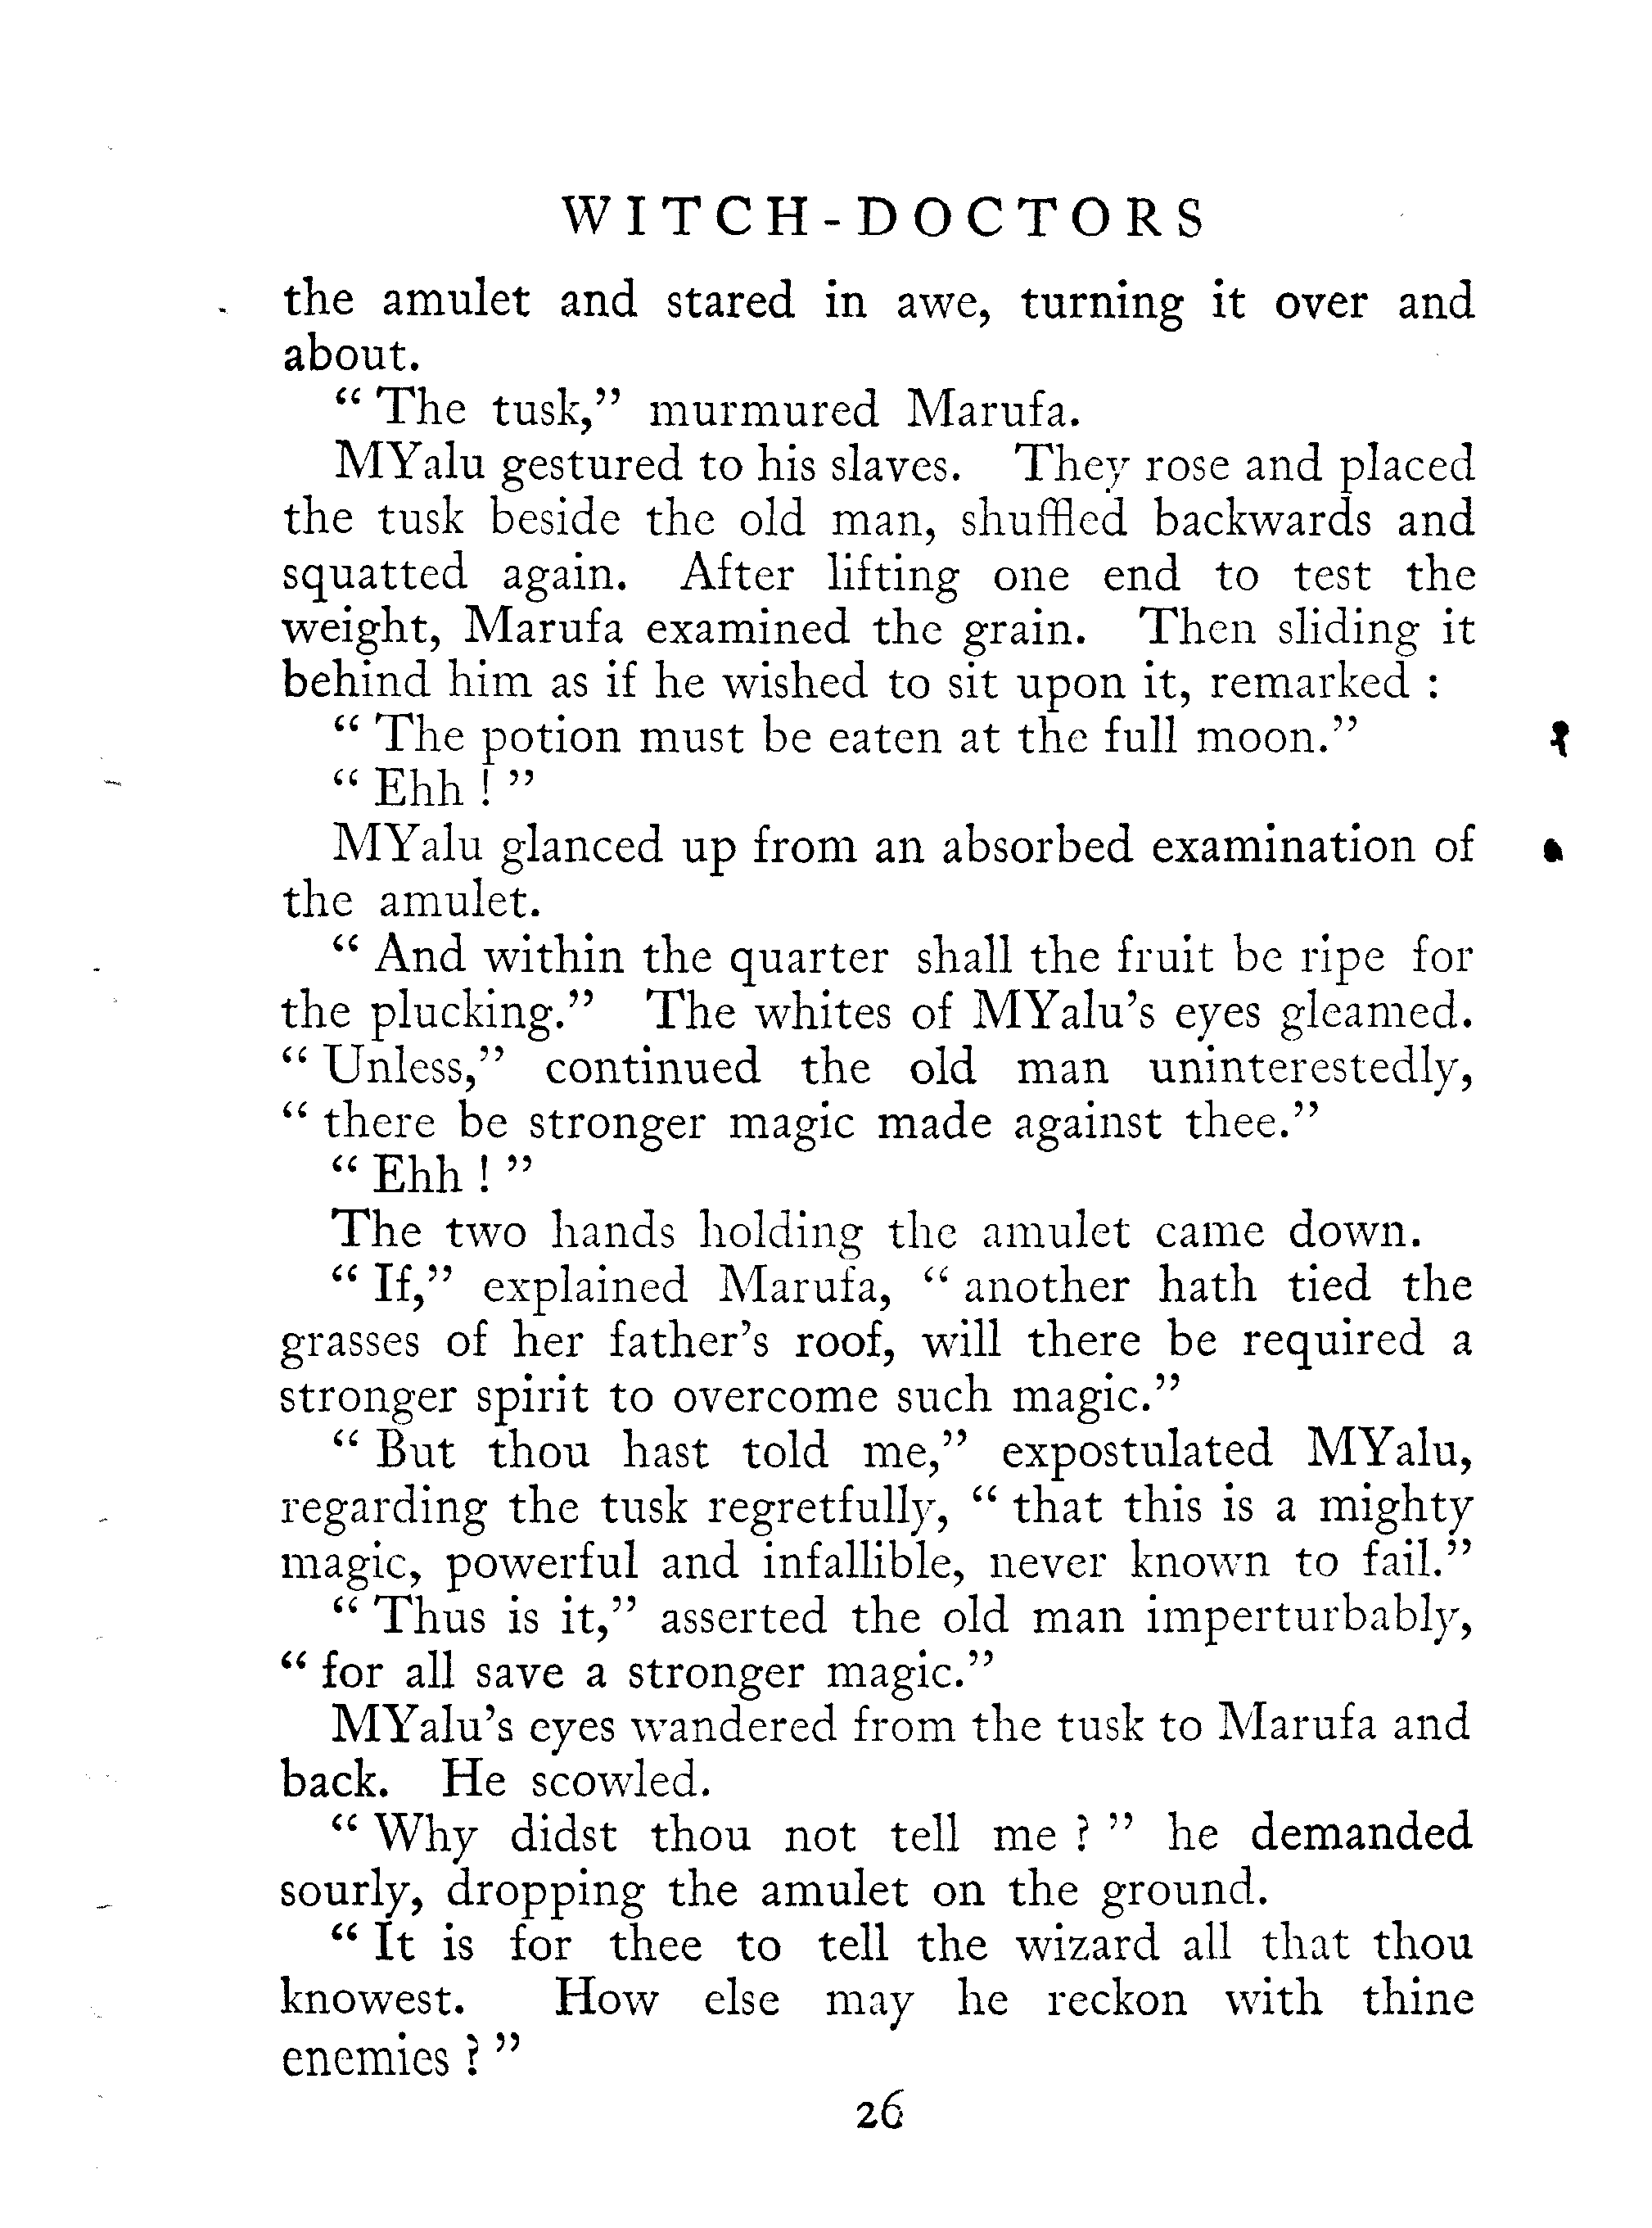 WITCH-DOCTORS
the amulet and stared in awe, turning it over and
about.
“ The tusk,” murmured Marufa.
MYalu gestured to his slaves. They rose and placed
the tusk beside the old man, shuffled backwards and
squatted again. After lifting one end to test the
weight, Marufa examined the grain. Then sliding it
behind him as if he wished to sit upon it, remarked :
“ The potion must be eaten at the full moon.”
“ Ehh ! ”
MYalu glanced up from an absorbed examination of
the amulet.
“ And within the quarter shall the fruit be ripe for
the plucking.” The whites of MYalu’s eyes gleamed.
“ Unless,” continued the old man uninterestedly,
“ there be stronger magic made against thee.”
“ Ehh ! ”
The two hands holding the amulet came down.
“ If,” explained Marufa, “ another hath tied the
grasses of her father’s roof, will there be required a
stronger spirit to overcome such magic.”
“ But thou hast told me,” expostulated MYalu,
regarding the tusk regretfully, “ that this is a mighty
magic, powerful and infallible, never known to fail.”
“ Thus is it,” asserted the old man imperturbably,
“ for all save a stronger magic.”
MYalu’s eyes wandered from the tusk to Marufa and
back. He scowled.
“ Why didst thou not tell me ? ” he demanded
sourly, dropping the amulet on the ground.
“ It is for thee to tell the wizard all that thou
knowest. How else may he reckon with thine
enemies ? ”
26